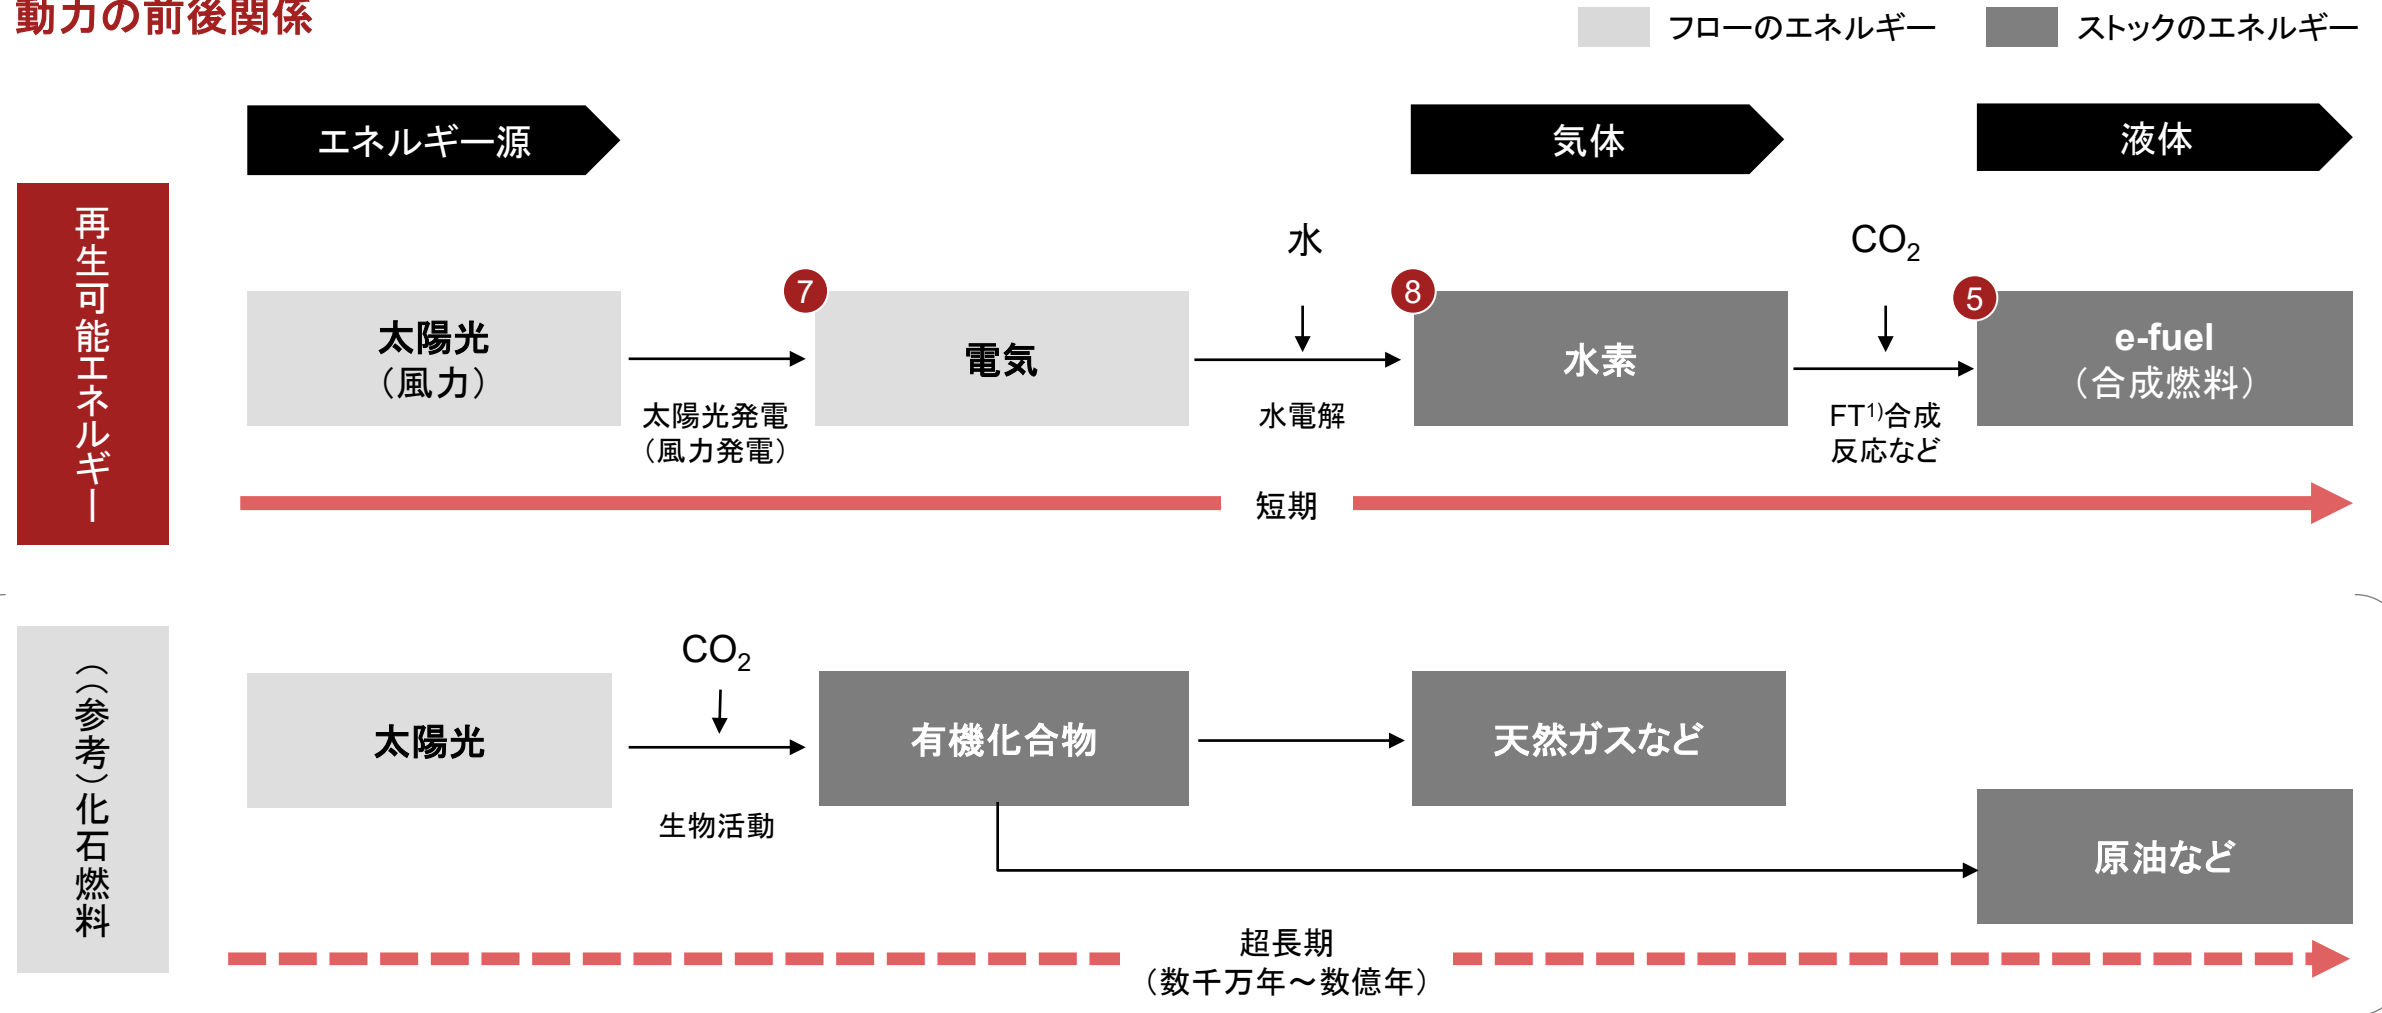 動力の前後関係
フローのエネルギー
ストックのエネルギー
エネルギー源
気体
液体
再生可能エネルギー
水
CO2
7
8
5
太陽光
（風力）
電気
水素
e-fuel
（合成燃料）
太陽光発電
（風力発電）
水電解
FT1)合成
反応など
短期
（（参考）化石燃料
CO2
太陽光
有機化合物
天然ガスなど
生物活動
原油など
超長期
（数千万年～数億年）